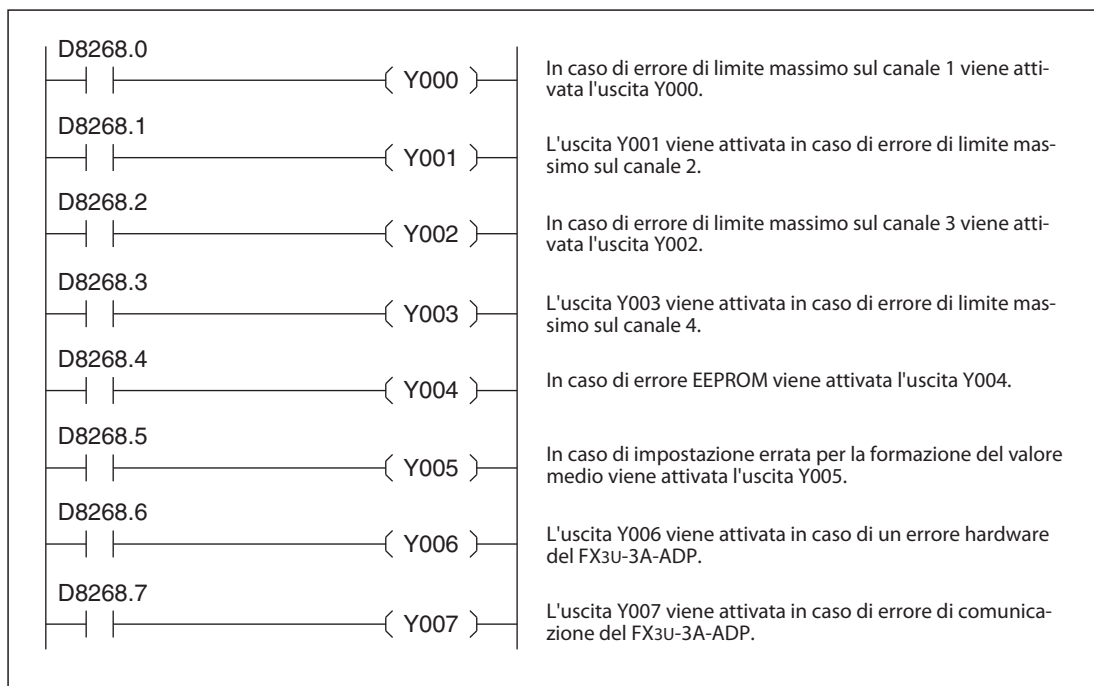 D8268.0
Y000
In caso di errore di limite massimo sul canale 1 viene atti-
vata l'uscita Y000.
D8268.1
Y001
L'uscita Y001 viene attivata in caso di errore di limite mas-
simo sul canale 2.
D8268.2
Y002
In caso di errore di limite massimo sul canale 3 viene atti-
vata l'uscita Y002.
D8268.3
Y003
L'uscita Y003 viene attivata in caso di errore di limite mas-
simo sul canale 4.
D8268.4
Y004
In caso di errore EEPROM viene attivata l'uscita Y004.
D8268.5
Y005
In caso di impostazione errata per la formazione del valore
medio viene attivata l'uscita Y005.
D8268.6
Y006
L'uscita Y006 viene attivata in caso di un errore hardware
del FX3U-3A-ADP.
D8268.7
Y007
L'uscita Y007 viene attivata in caso di errore di comunica-
zione del FX3U-3A-ADP.